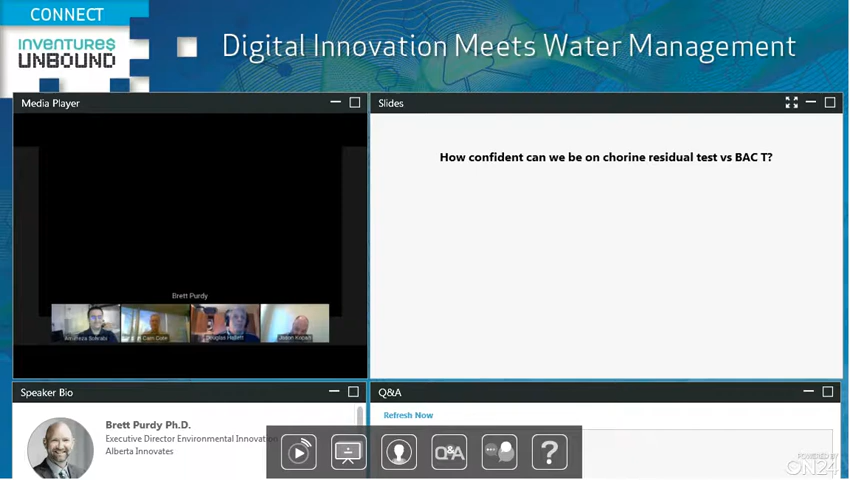 CONNECT
INVENTURES
UNBOUND
Digital Innovation Meets Water Management
Media Player
Slides
How confident can we be on chorine residual test vs BAC T?
Brett Purdy
Cam Cote
Speaker Bio
Q&A
Refresh Now
Brett Purdy Ph.D.
Executive Director Environmental Innovation
Alberta Innovates
Q&A
?
POWERED BY
ON24